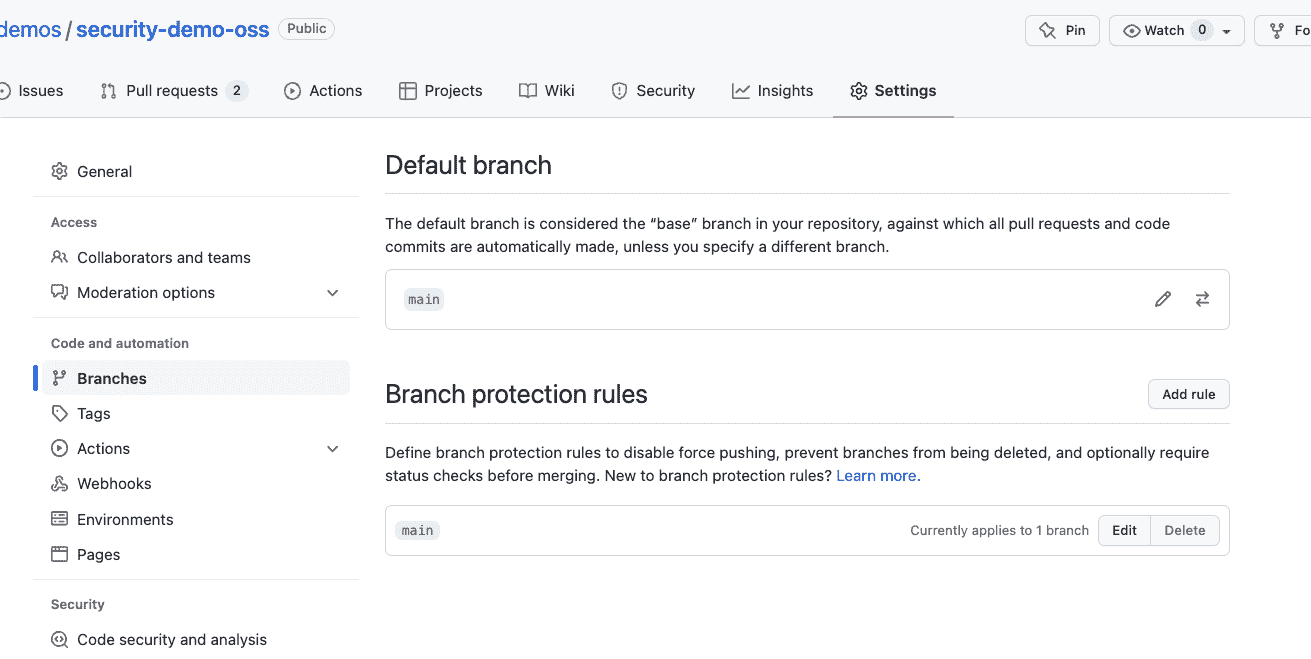 demos / security-demo-oss Public
Pin
Watch 0
Fo
Issues
Pull requests 2
Actions
Projects
Wiki
Security
Insights
Settings
General
Access
Collaborators and teams
Moderation options
Code and automation
Branches
Tags
Actions
Webhooks
Environments
Pages
Security
Code security and analysis
Default branch
The default branch is considered the “base” branch in your repository, against which all pull requests and code
commits are automatically made, unless you specify a different branch.
main
Branch protection rules
Add rule
Define branch protection rules to disable force pushing, prevent branches from being deleted, and optionally require
status checks before merging. New to branch protection rules? Learn more.
main
Currently applies to 1 branch
Edit
Delete